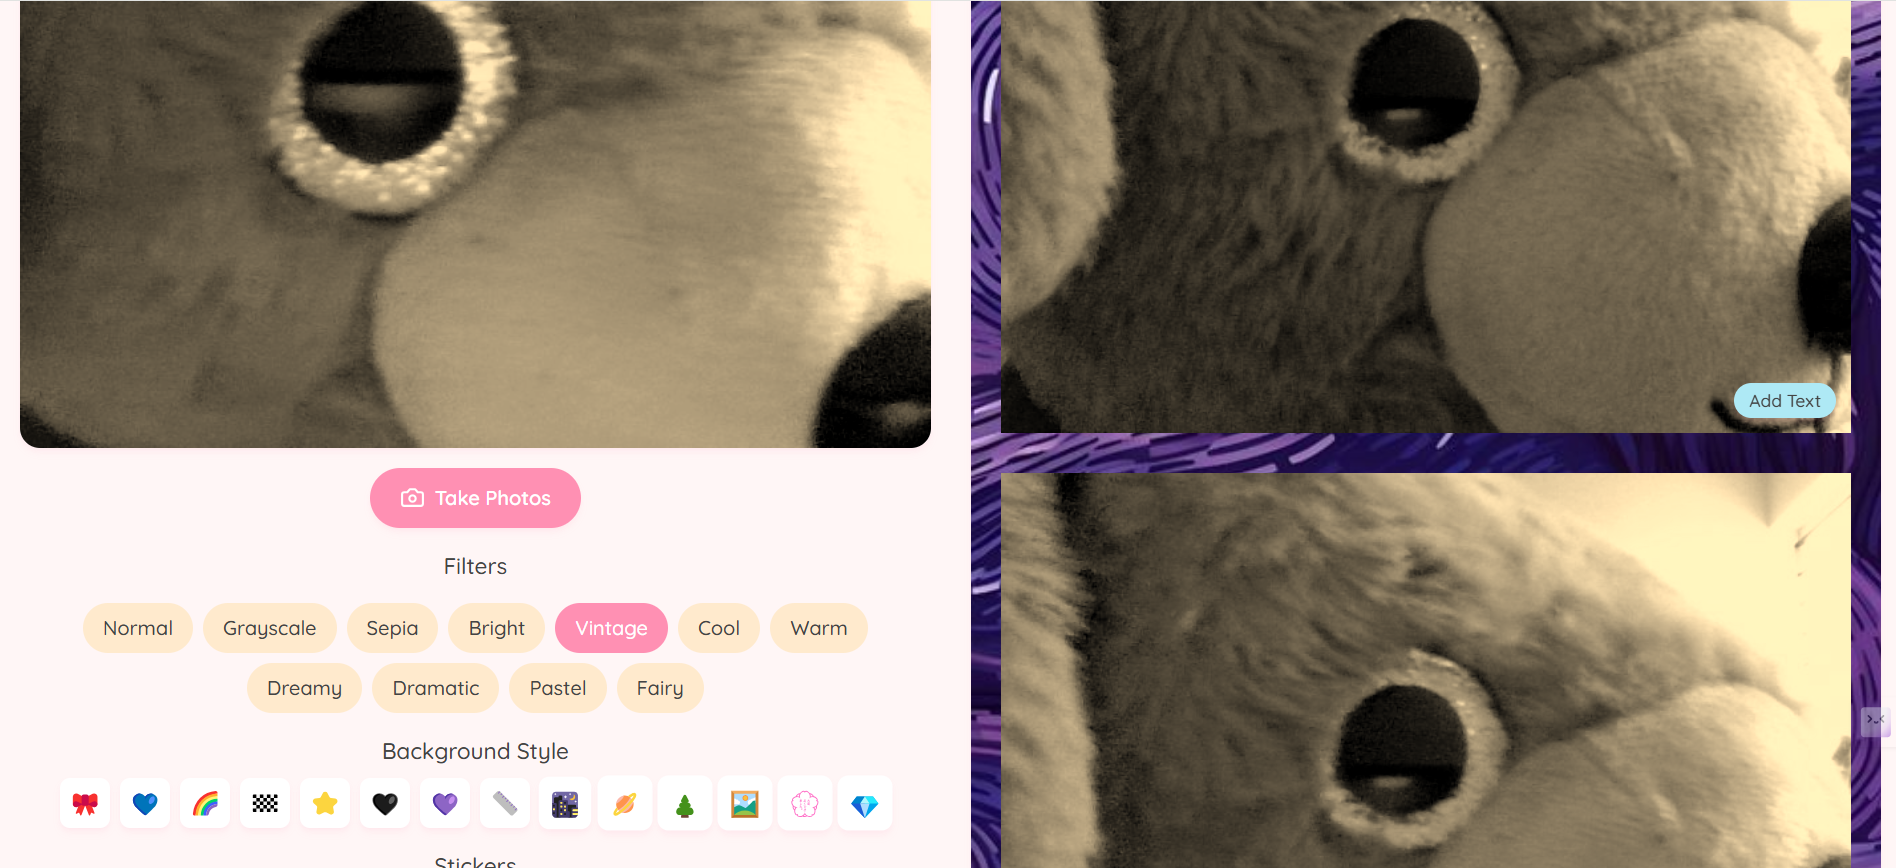 Add Text
Take Photos
Filters
Normal Grayscale Sepia Bright Vintage Cool Warm
Dreamy Dramatic Pastel Fairy
Background Style
Stickers